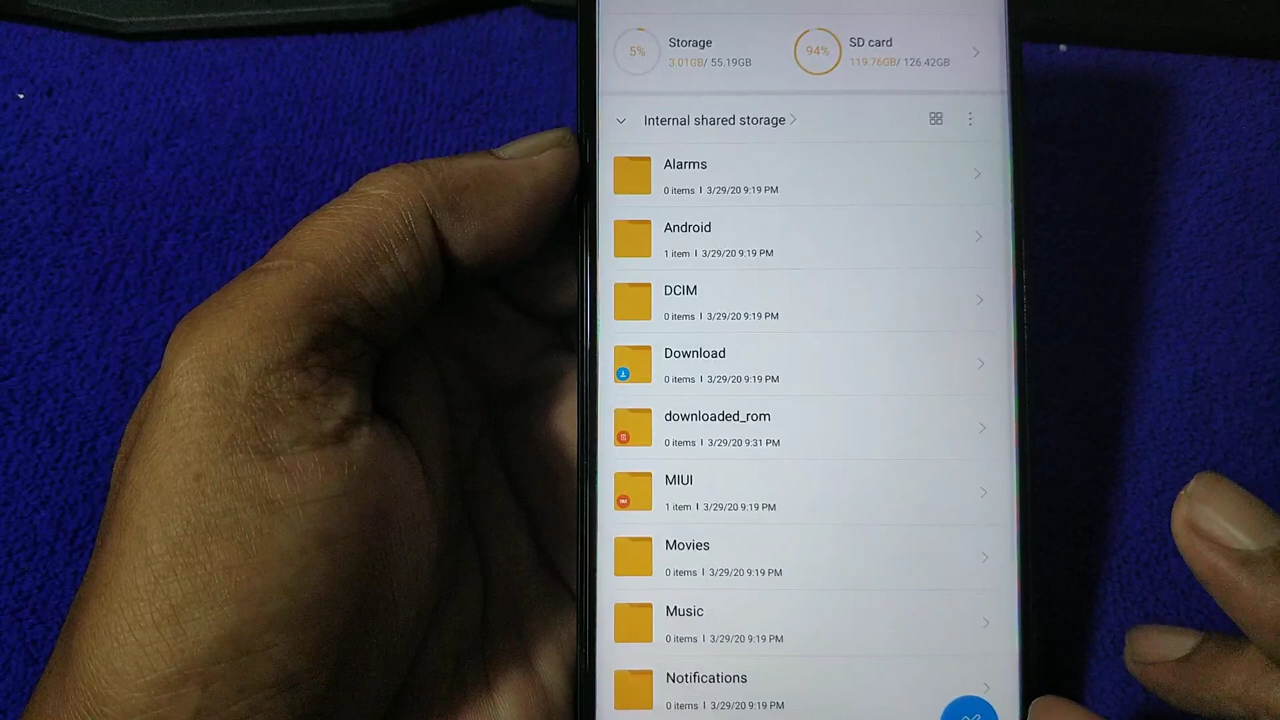 5%
Storage
3.01GB/ 55.19GB
94%
SD card
119.76GB/ 126.42GB
Internal shared storage
Alarms
0 items | 3/29/20 9:19 PM
Android
1 item | 3/29/20 9:19 PM
DCIM
0 items | 3/29/20 9:19 PM
Download
0 items | 3/29/20 9:19 PM
downloaded_rom
0 items | 3/29/20 9:31 PM
MIUI
1 item | 3/29/20 9:19 PM
Movies
0 items | 3/29/20 9:19 PM
Music
0 items | 3/29/20 9:19 PM
Notifications
0 items | 3/29/20 9:19 PM